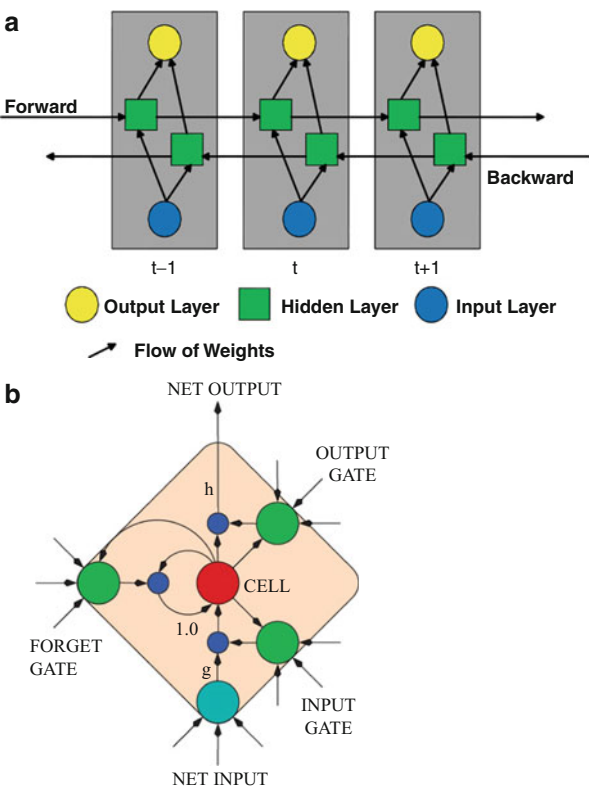 a
Forward
Backward
t–1 t t+1
Output Layer Hidden Layer Input Layer
Flow of Weights
b
NET OUTPUT
OUTPUT
GATE
h
CELL
1.0
FORGET
GATE
g
INPUT
GATE
NET INPUT